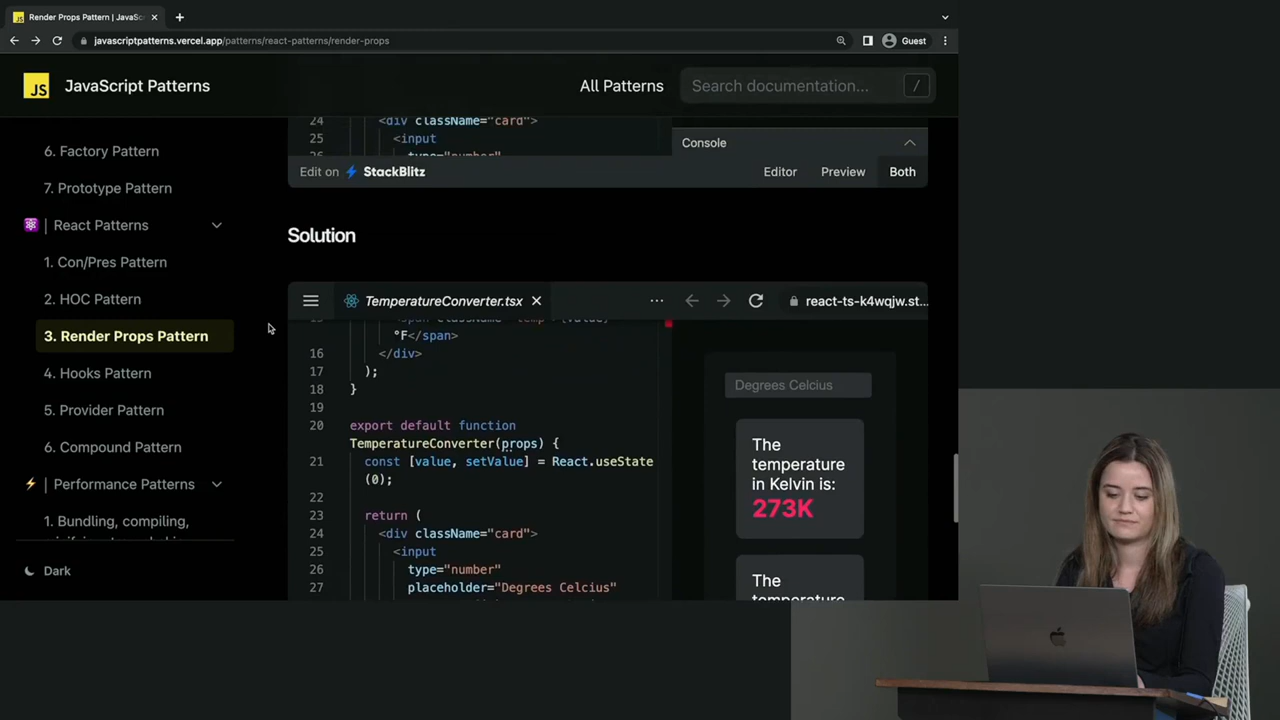 Render Props Pattern | JavaSc
javascriptpatterns.vercel.app/patterns/react-patterns/render-props
Guest
JS
JavaScript Patterns
All Patterns
Search documentation...
/
6. Factory Pattern
7. Prototype Pattern
React Patterns
1. Con/Pres Pattern
2. HOC Pattern
3. Render Props Pattern
4. Hooks Pattern
5. Provider Pattern
6. Compound Pattern
Performance Patterns
1. Bundling, compiling,
Dark
24 <div className="card">
25 <input
type="number"
Console
Edit on StackBlitz
Editor
Preview
Both
Solution
TemperatureConverter.tsx
react-ts-k4wqjw.st...
°F</span>
16 </div>
17 );
18 }
19
20 export default function
TemperatureConverter(props) {
21 const [value, setValue] = React.useState
(0);
22
23 return (
24 <div className="card">
25 <input
26 type="number"
27 placeholder="Degrees Celcius"
Degrees Celcius
The
temperature
in Kelvin is:
273K
The
temperature